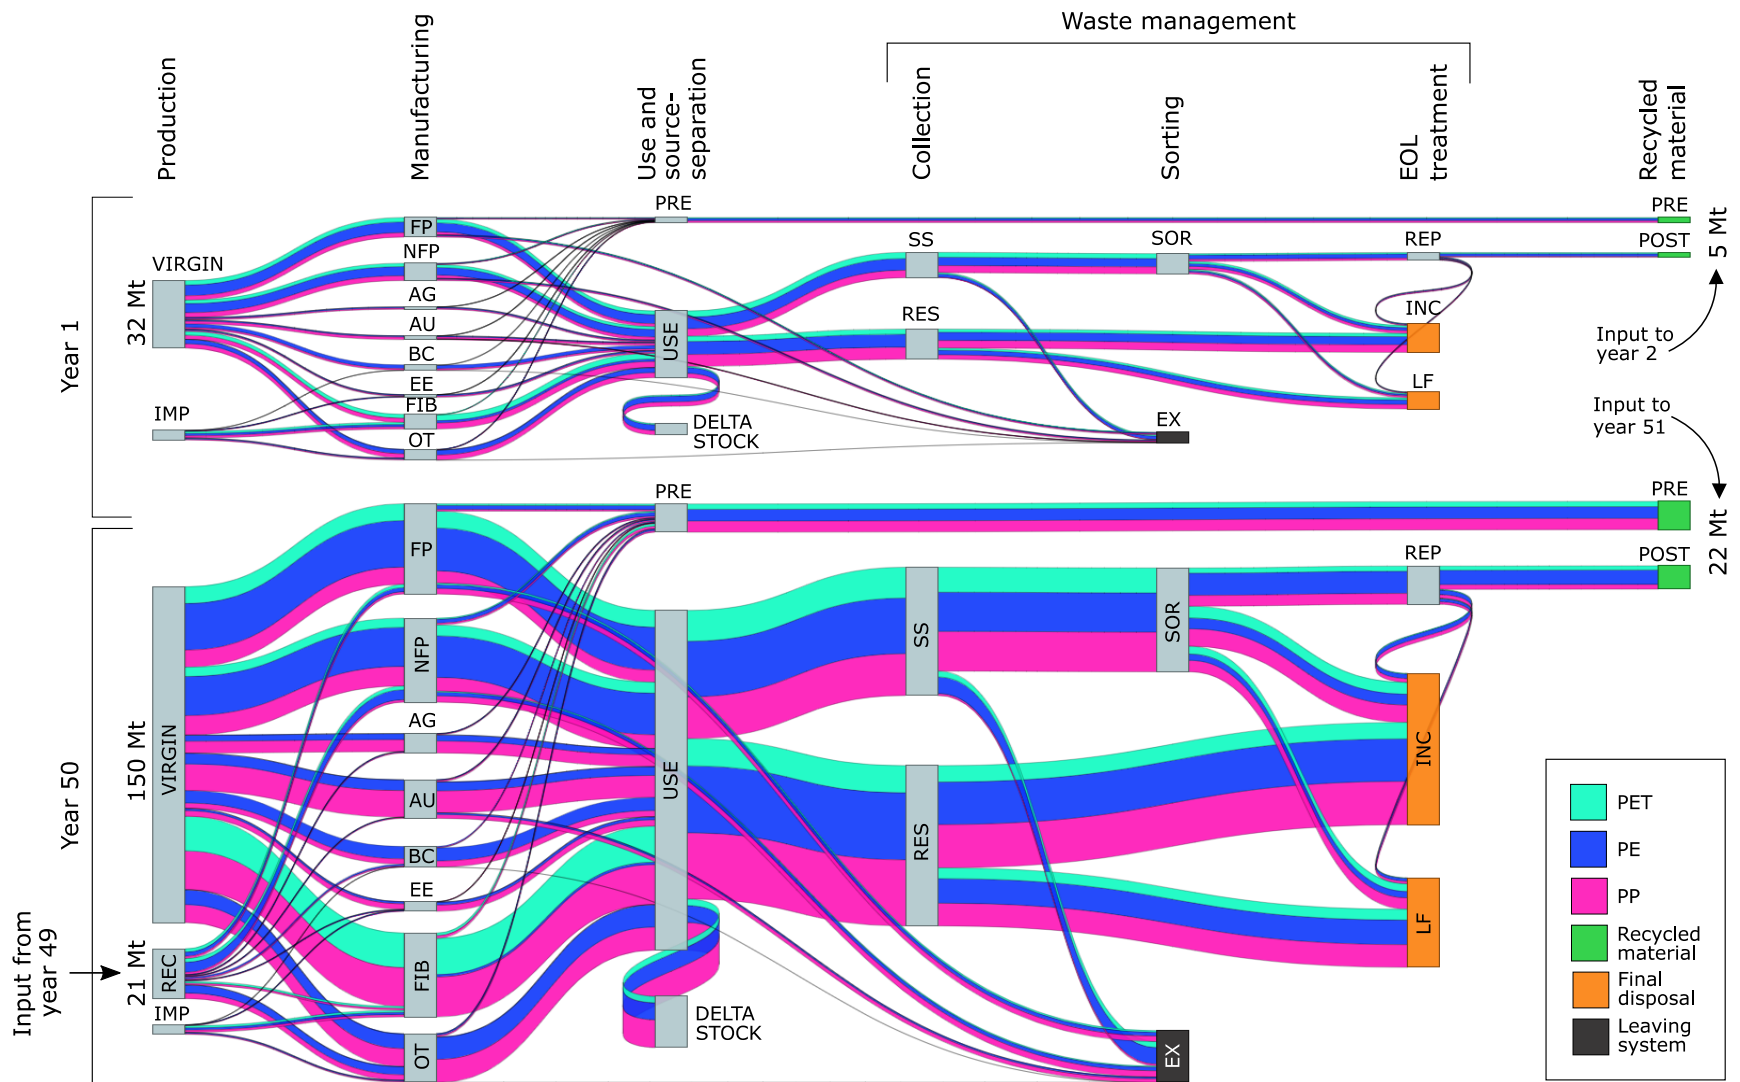 Waste management
Production
Manufacturing
Use and
source-
separation
Collection
Sorting
EOL
treatment
Recycled
material
Year 1
32 Mt
VIRGIN
IMP
FP
NFP
AG
AU
BC
EE
FIB
OT
PRE
USE
DELTA
STOCK
SS
RES
SOR
EX
REP
INC
LF
PRE
POST
5 Mt
Input to
year 2
Input to
year 51
Year 50
150 Mt
VIRGIN
Input from
year 49
21 Mt
REC
IMP
FP
NFP
AG
AU
BC
EE
FIB
OT
PRE
USE
DELTA
STOCK
SS
RES
SOR
EX
REP
INC
LF
PRE
POST
22 Mt
PET
PE
PP
Recycled
material
Final
disposal
Leaving
system